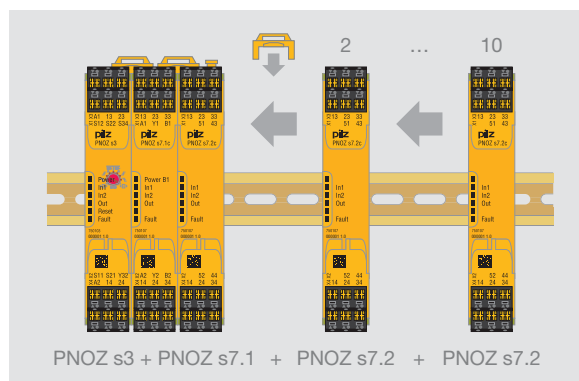 2 ... 10
A1 13 23
S12 S22 S34
pilz
PNOZ s3
Power
In1
In2
Out
Reset
Fault
S11 S21 Y32
A2 14 24
13 23 33
A1 Y1 B1
pilz
PNOZ s7.1c
Power B1
In1
In2
Out
Fault
A2 Y2 B2
14 24 34
13 23 33
51 43
pilz
PNOZ s7.2c
In1
In2
Out
Fault
52 44
14 24 34
13 23 33
51 43
pilz
PNOZ s7.2c
In1
In2
Out
Fault
52 44
14 24 34
13 23 33
51 43
pilz
PNOZ s7.2c
In1
In2
Out
Fault
52 44
14 24 34
PNOZ s3 + PNOZ s7.1 + PNOZ s7.2 + PNOZ s7.2